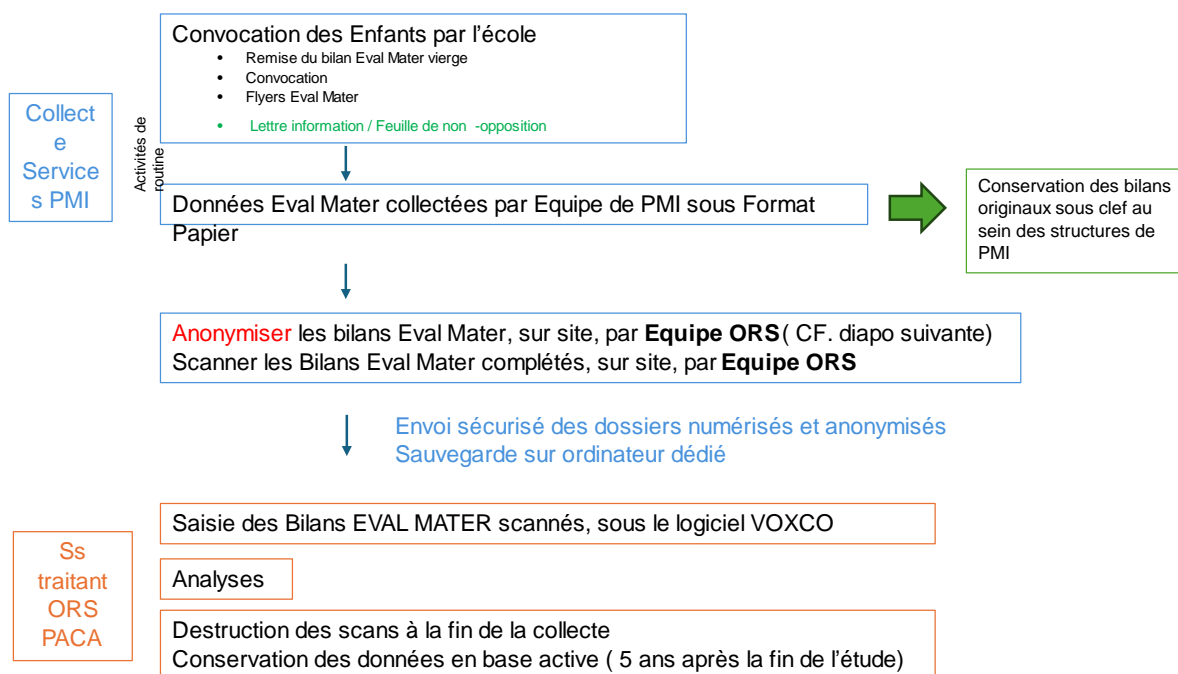 Convocation des Enfants par l'école
• Remise du bilan Eval Mater vierge
• Convocation
• Flyers Eval Mater
• Lettre information / Feuille de non -opposition
Collect
e
Service
s PMI
Activités de
routine
Données Eval Mater collectées par Equipe de PMI sous Format
Papier
Conservation des bilans
originaux sous clef au
sein des structures de
PMI
Anonymiser les bilans Eval Mater, sur site, par Equipe ORS( CF. diapo suivante)
Scanner les Bilans Eval Mater complétés, sur site, par Equipe ORS
Envoi sécurisé des dossiers numérisés et anonymisés
Sauvegarde sur ordinateur dédié
Saisie des Bilans EVAL MATER scannés, sous le logiciel VOXCO
Ss
traitant
ORS
PACA
Analyses
Destruction des scans à la fin de la collecte
Conservation des données en base active ( 5 ans après la fin de l'étude)